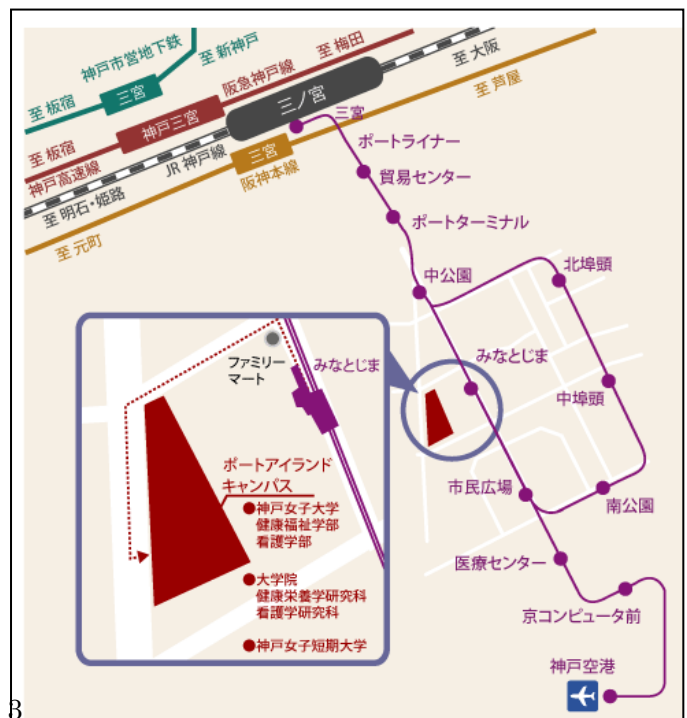 神戸市営地下鉄
至 新神戸
至 梅田
至 大阪
至 板宿
三宮
阪急神戸線
三ノ宮
至 芦屋
神戸三宮
三宮
至 板宿
神戸高速線
JR 神戸線
三宮
阪神本線
至 明石・姫路
至 元町
ポートライナー
貿易センター
ポートターミナル
中公園
北埠頭
みなとじま
中埠頭
市民広場
南公園
医療センター
京コンピュータ前
神戸空港
ファミリー
マート
みなとじま
ポートアイランド
キャンパス
●神戸女子大学
健康福祉学部
看護学部
●大学院
健康栄養学研究科
看護学研究科
●神戸女子短期大学
3